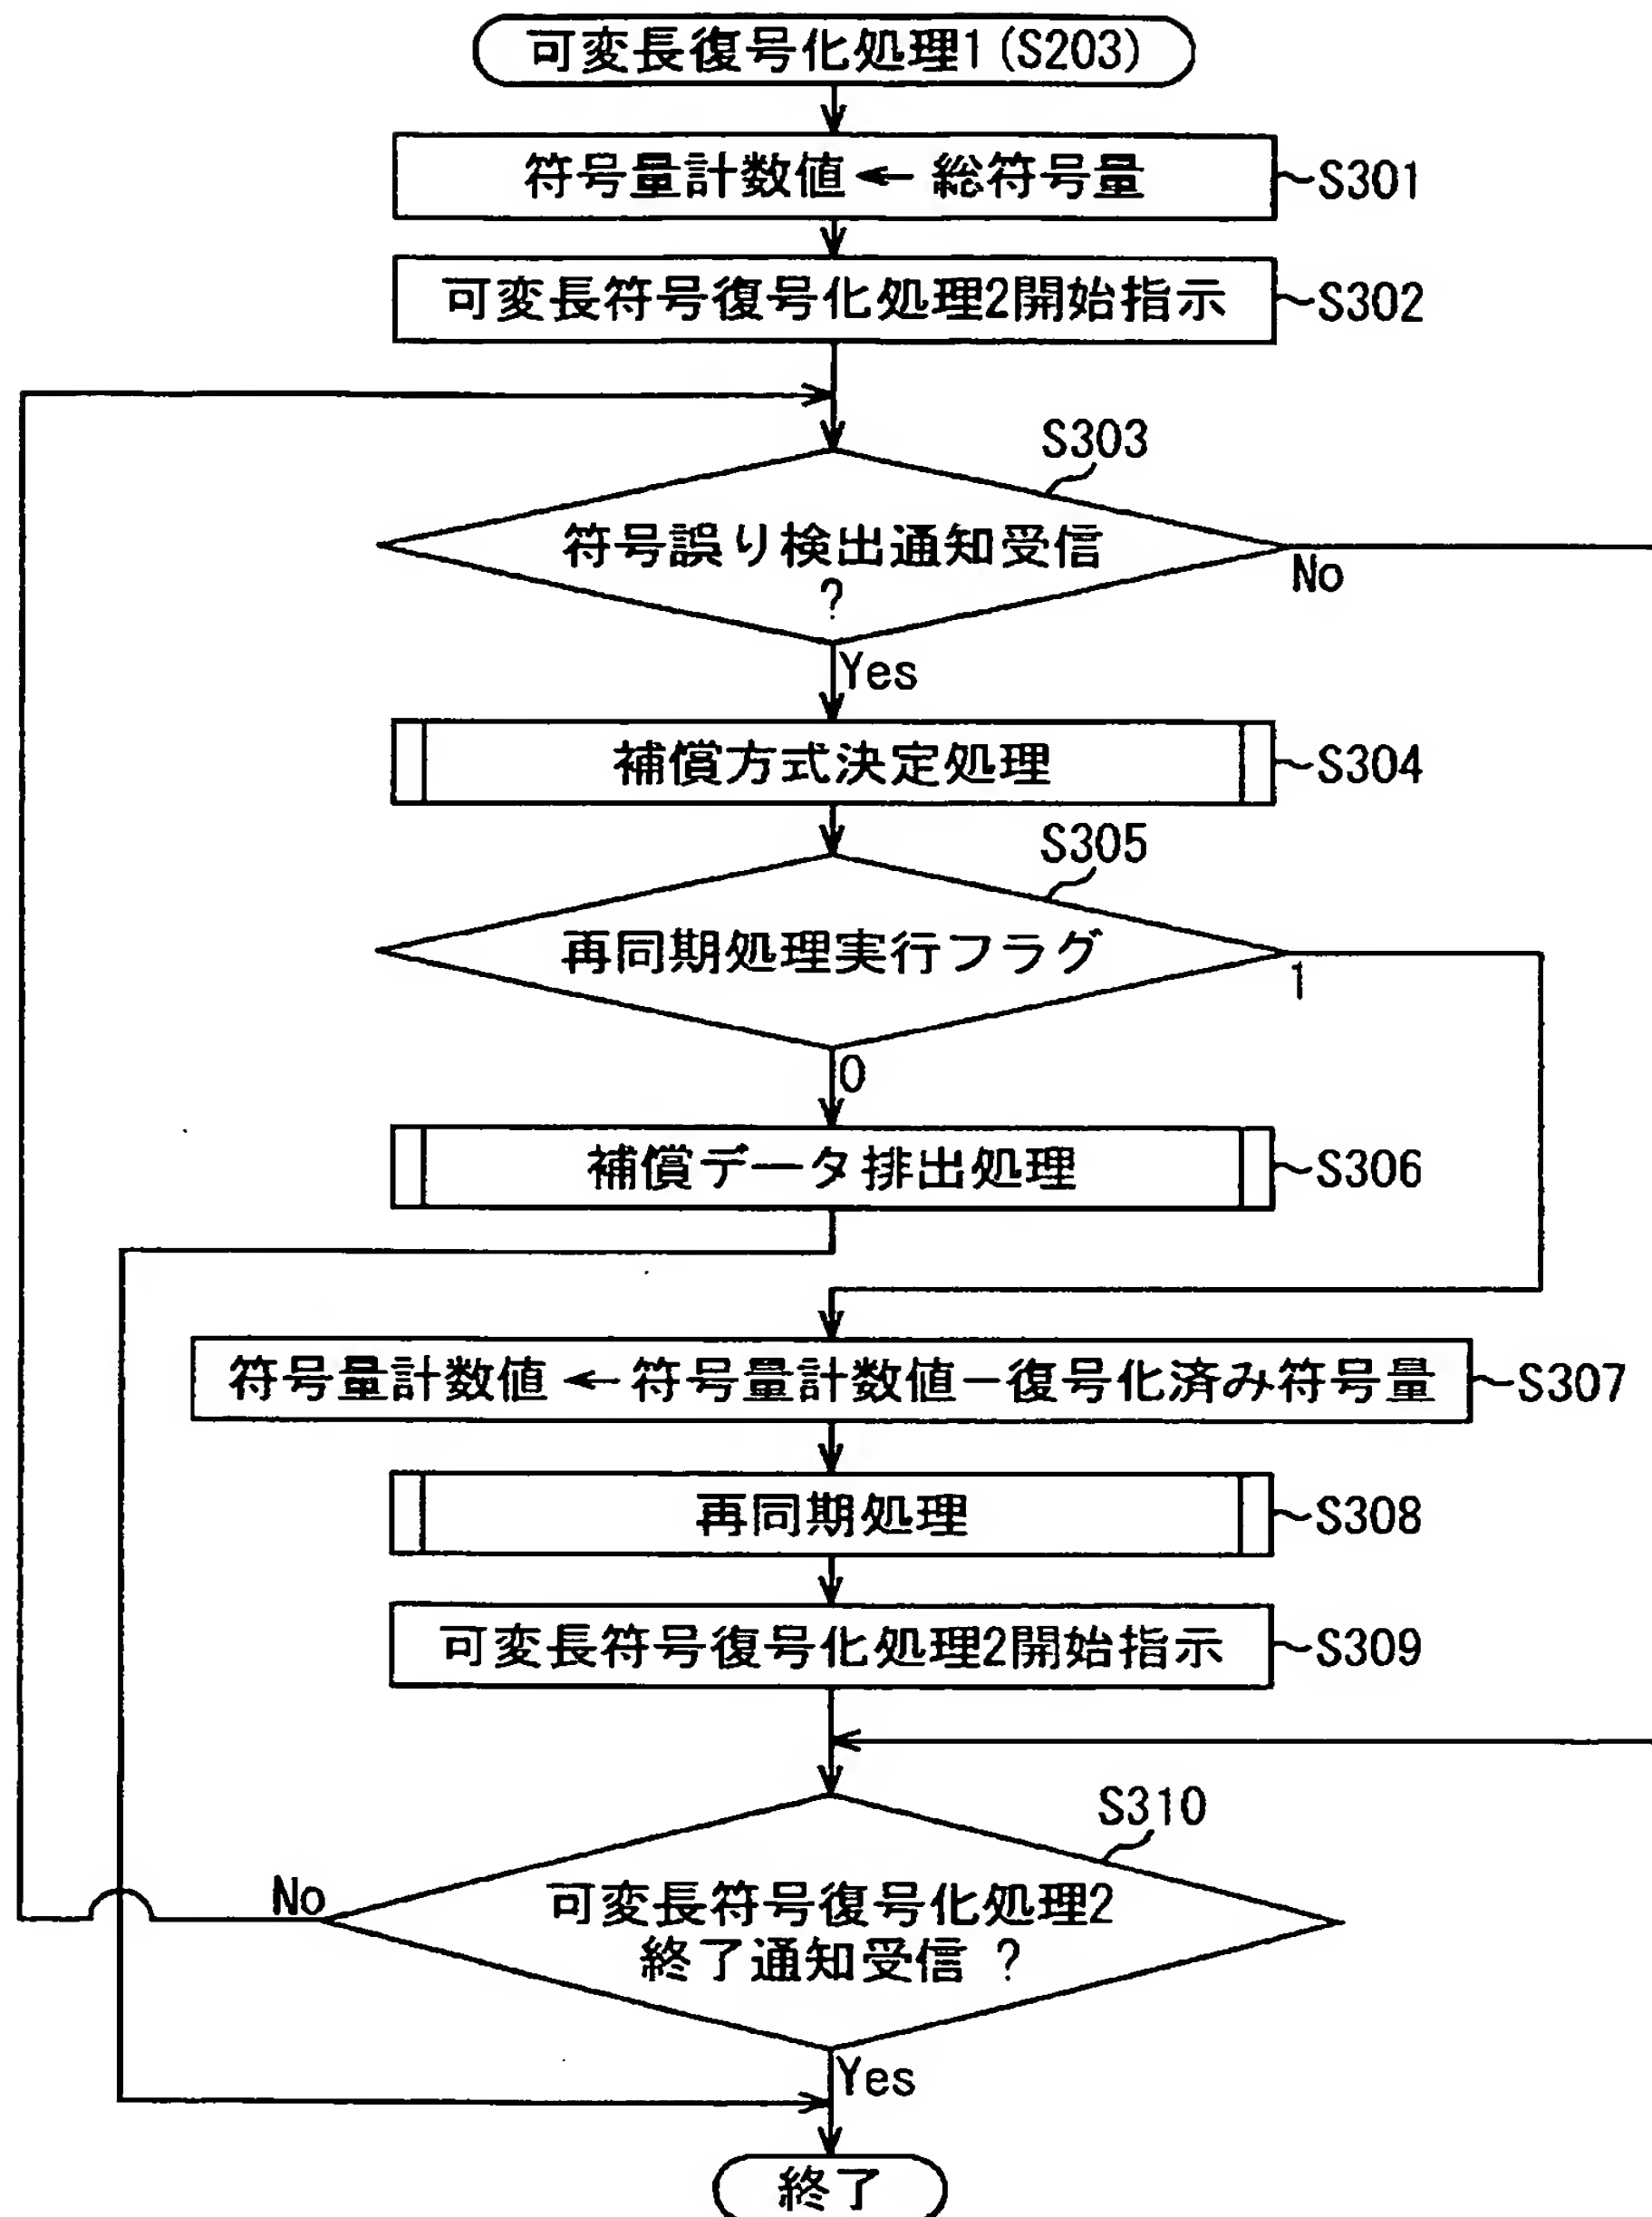 可変長復号化処理1(S203)
符号量計数値←総符号量
S301
可変長符号復号化処理2開始指示
S302
S303
符号誤り検出通知受信
?
No
Yes
補償方式決定処理
S304
S305
再同期処理実行フラグ
1
0
補償データ排出処理
S306
符号量計数値←符号量計数値−復号化済み符号量
S307
再同期処理
S308
可変長符号復号化処理2開始指示
S309
S310
No
可変長符号復号化処理2
終了通知受信 ?
Yes
終了